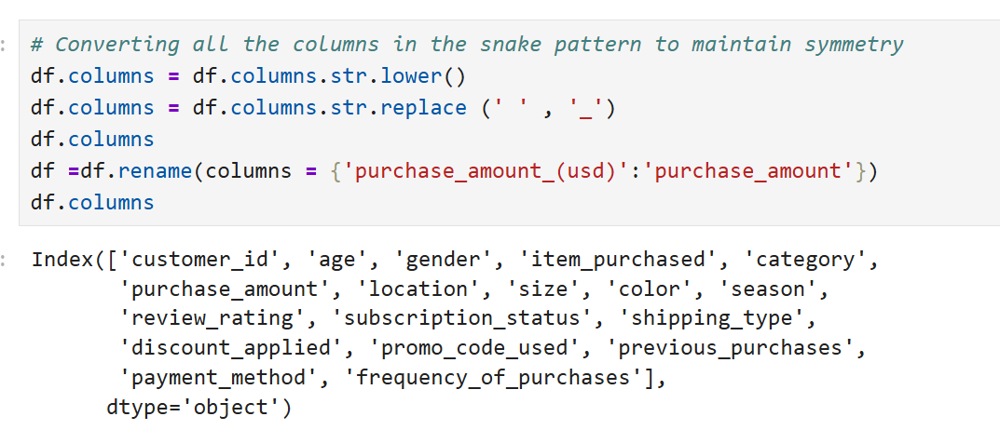 :
# Converting all the columns in the snake pattern to maintain symmetry
df.columns = df.columns.str.lower()
df.columns = df.columns.str.replace (' ' , '_')
df.columns
df =df.rename(columns = {'purchase_amount_(usd)':'purchase_amount'})
df.columns
:
Index(['customer_id', 'age', 'gender', 'item_purchased', 'category',
       'purchase_amount', 'location', 'size', 'color', 'season',
       'review_rating', 'subscription_status', 'shipping_type',
       'discount_applied', 'promo_code_used', 'previous_purchases',
       'payment_method', 'frequency_of_purchases'],
      dtype='object')